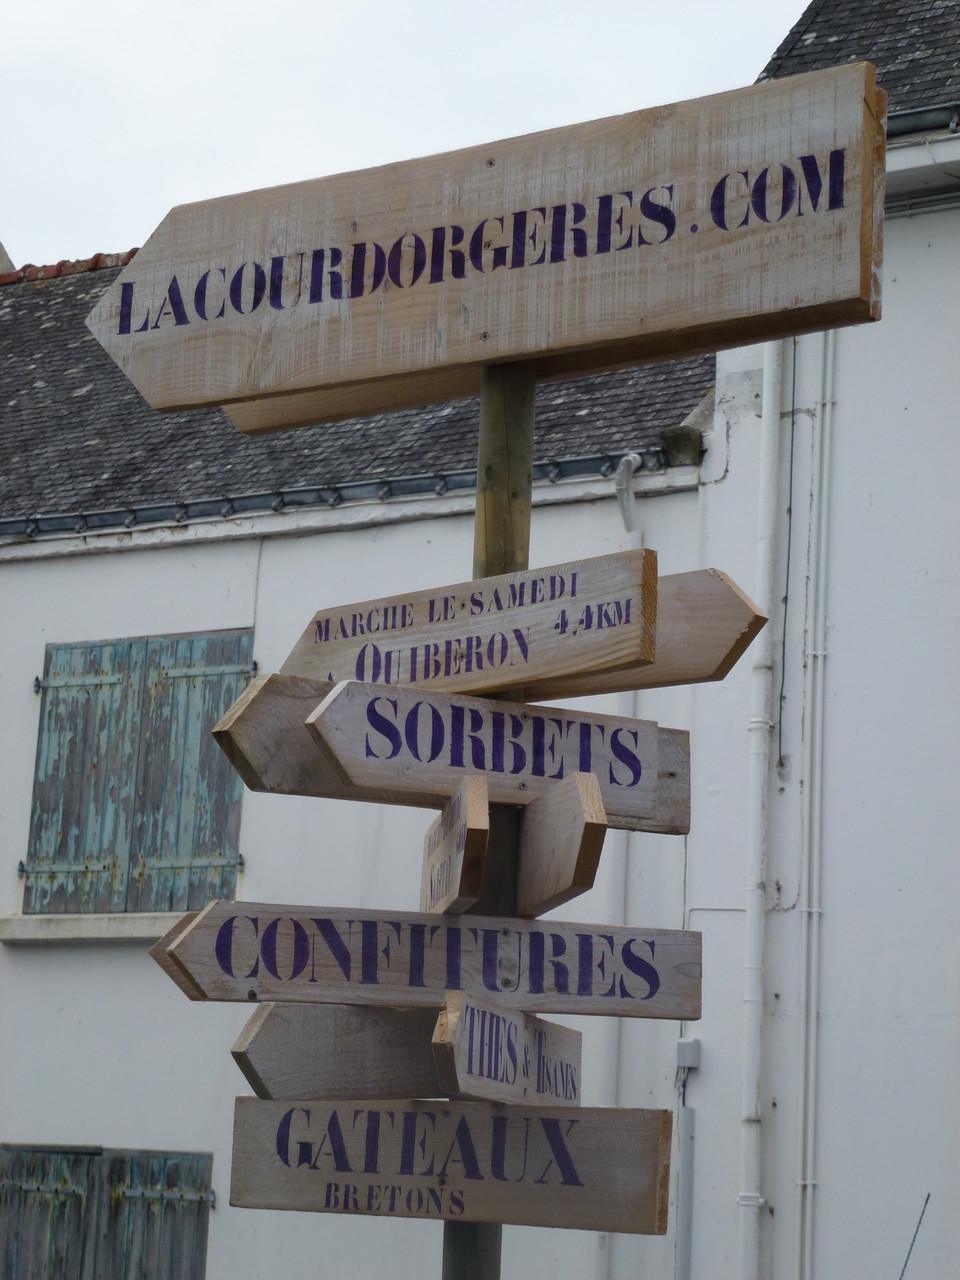 LACOURDORGERES.COM
MARCHE LE SAMEDI
A QUIBERON 4,4KM
SORBETS
CONFITURES
THES & TISANES
GATEAUX
BRETONS